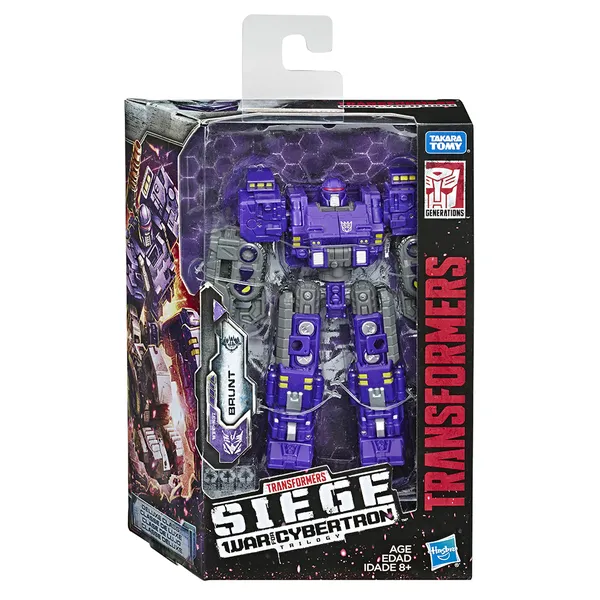 TAKARA
TOMY
GENERATIONS
TRANSFORMERS
BRUNT
TRANSFORMERS
SIEGE
WAR FOR CYBERTRON
TRILOGY
AGE
EDAD
IDADE 8+
Hasbro